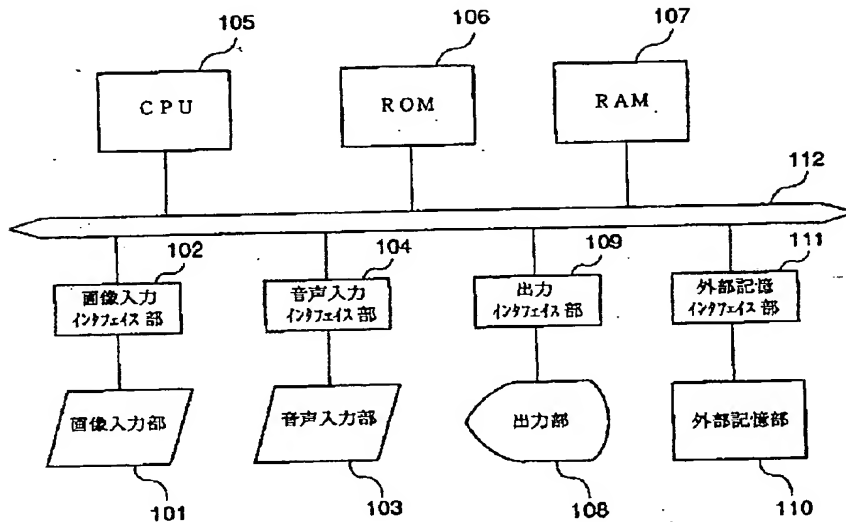 105
106
107
CPU
ROM
RAM
112
102
104
109
111
画像入力
インタフェイス部
音声入力
インタフェイス部
出力
インタフェイス部
外部記憶
インタフェイス部
画像入力部
音声入力部
出力部
外部記憶部
101
103
108
110